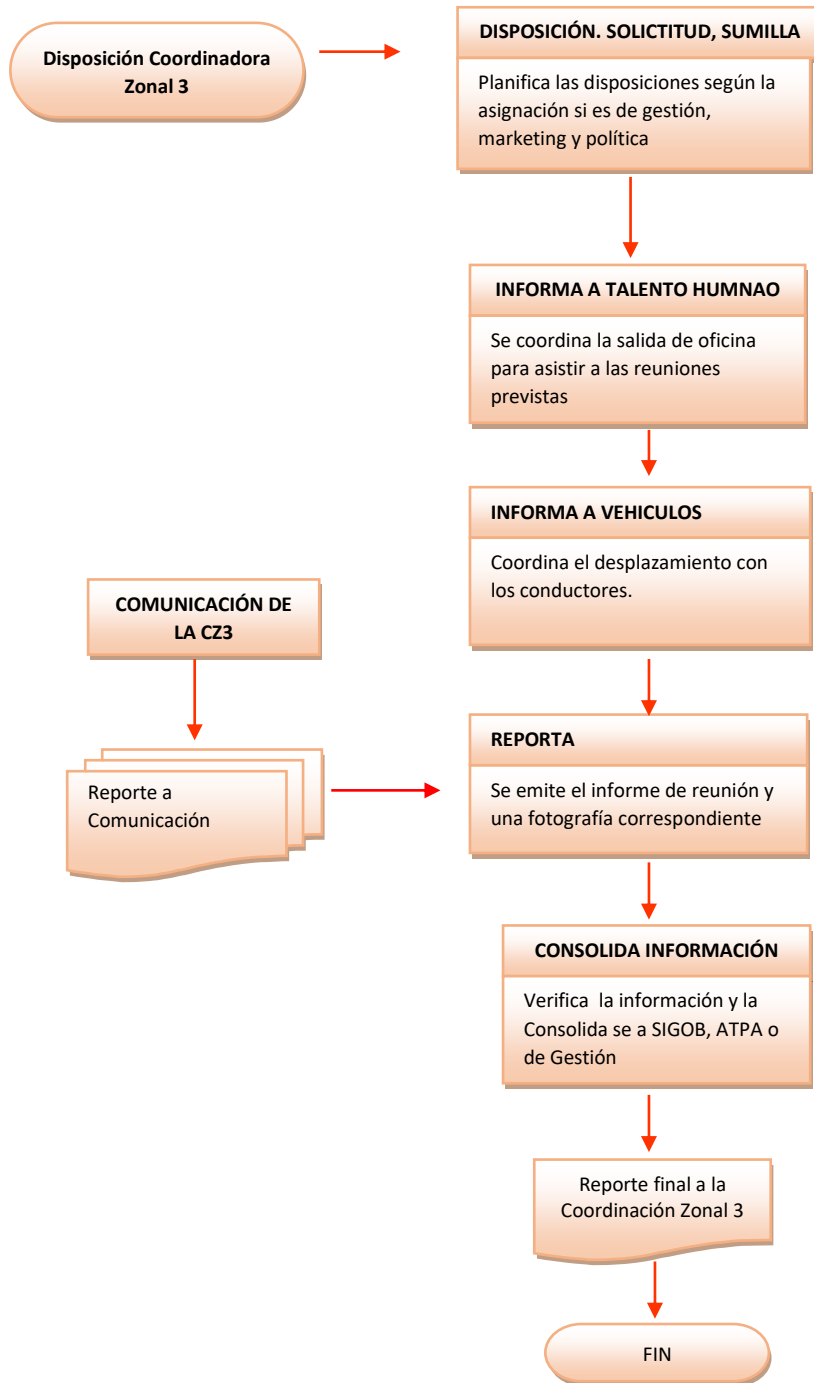 Disposición Coordinadora
Zonal 3
DISPOSICIÓN. SOLICTITUD, SUMILLA
Planifica las disposiciones según la
asignación si es de gestión,
marketing y política
INFORMA A TALENTO HUMNAO
Se coordina la salida de oficina
para asistir a las reuniones
previstas
INFORMA A VEHICULOS
Coordina el desplazamiento con
los conductores.
COMUNICACIÓN DE
LA CZ3
Reporte a
Comunicación
REPORTA
Se emite el informe de reunión y
una fotografía correspondiente
CONSOLIDA INFORMACIÓN
Verifica  la información y la
Consolida se a SIGOB, ATPA o
de Gestión
Reporte final a la
Coordinación Zonal 3
FIN